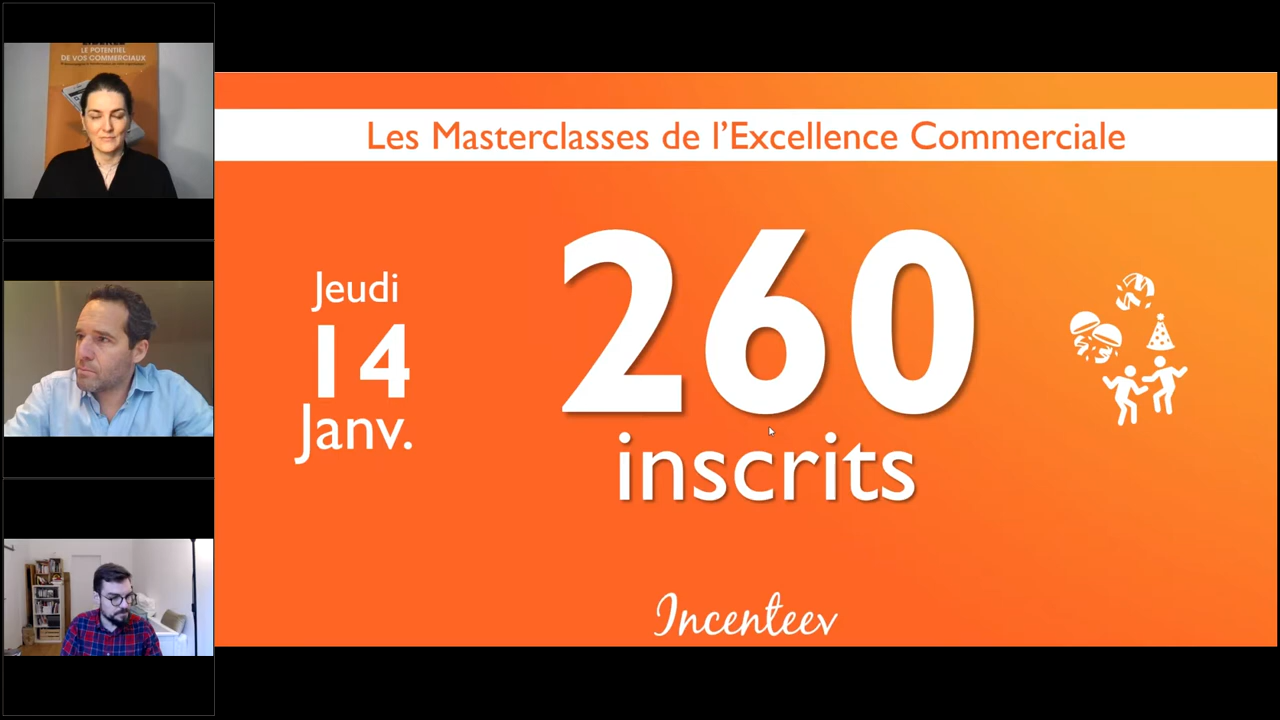 LE POTENTIEL
DE VOS COMMERCIAUX
Les Masterclasses de l'Excellence Commerciale
Jeudi
14
Janv.
260
inscrits
Incenteev